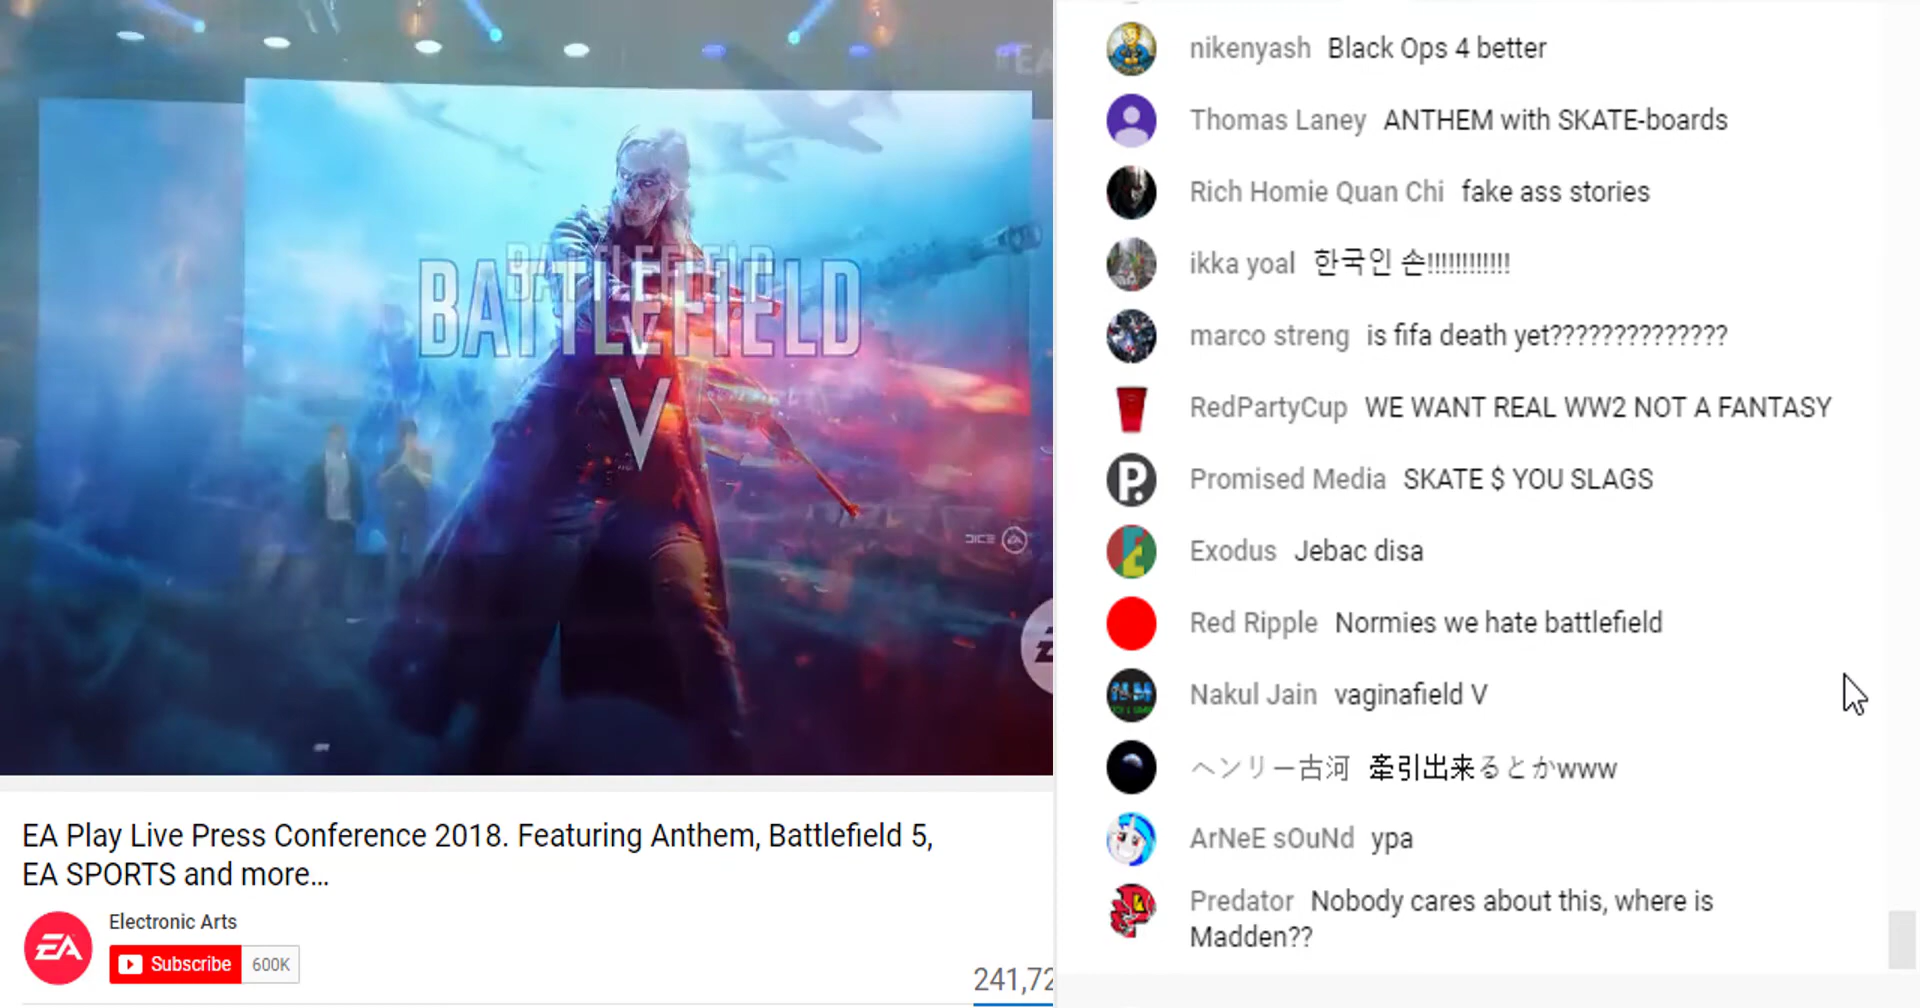 #EA
BATTLEFIELD
BATTLEFIELD
V
V
DICE EA
EA Play Live Press Conference 2018. Featuring Anthem, Battlefield 5,
EA SPORTS and more...
EA
Electronic Arts
Subscribe 600K
241,72
nikenyash Black Ops 4 better
Thomas Laney ANTHEM with SKATE-boards
Rich Homie Quan Chi fake ass stories
ikka yoal 한국인 손!!!!!!!!!!!!
marco streng is fifa death yet??????????????
RedPartyCup WE WANT REAL WW2 NOT A FANTASY
P. Promised Media SKATE $ YOU SLAGS
Exodus Jebac disa
Red Ripple Normies we hate battlefield
Nakul Jain vaginafield V
ヘンリー古河 牽引出来るとかwww
ArNeE sOuNd ypa
Predator Nobody cares about this, where is
Madden??